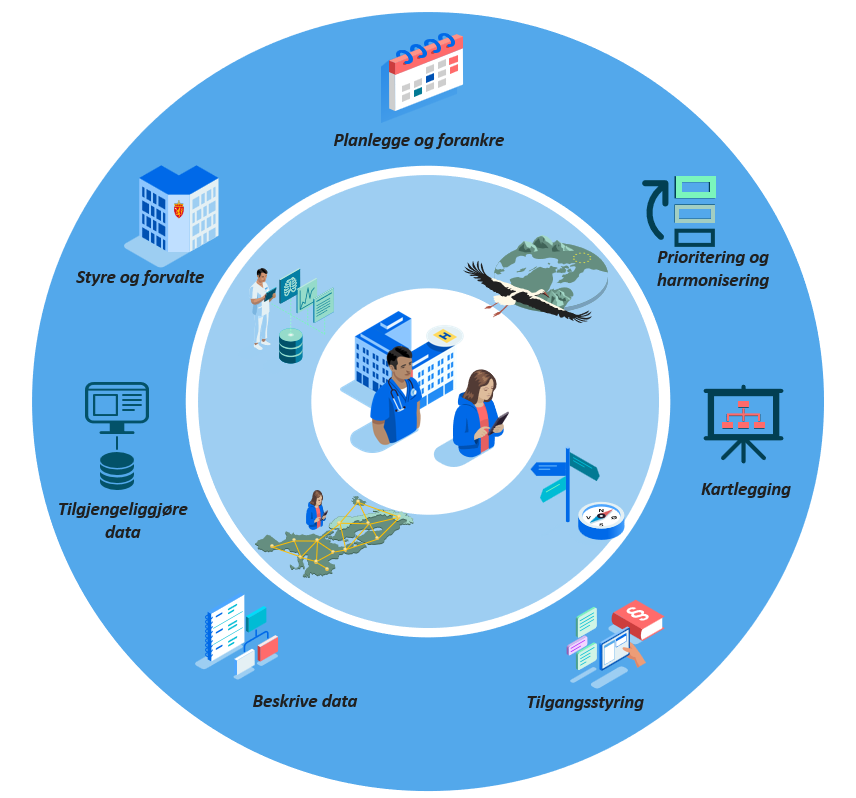 Planlegge og forankre
Prioritering og
harmonisering
Kartlegging
Tilgangsstyring
Beskrive data
Tilgjengeliggjøre
data
Styre og forvalte
H
§